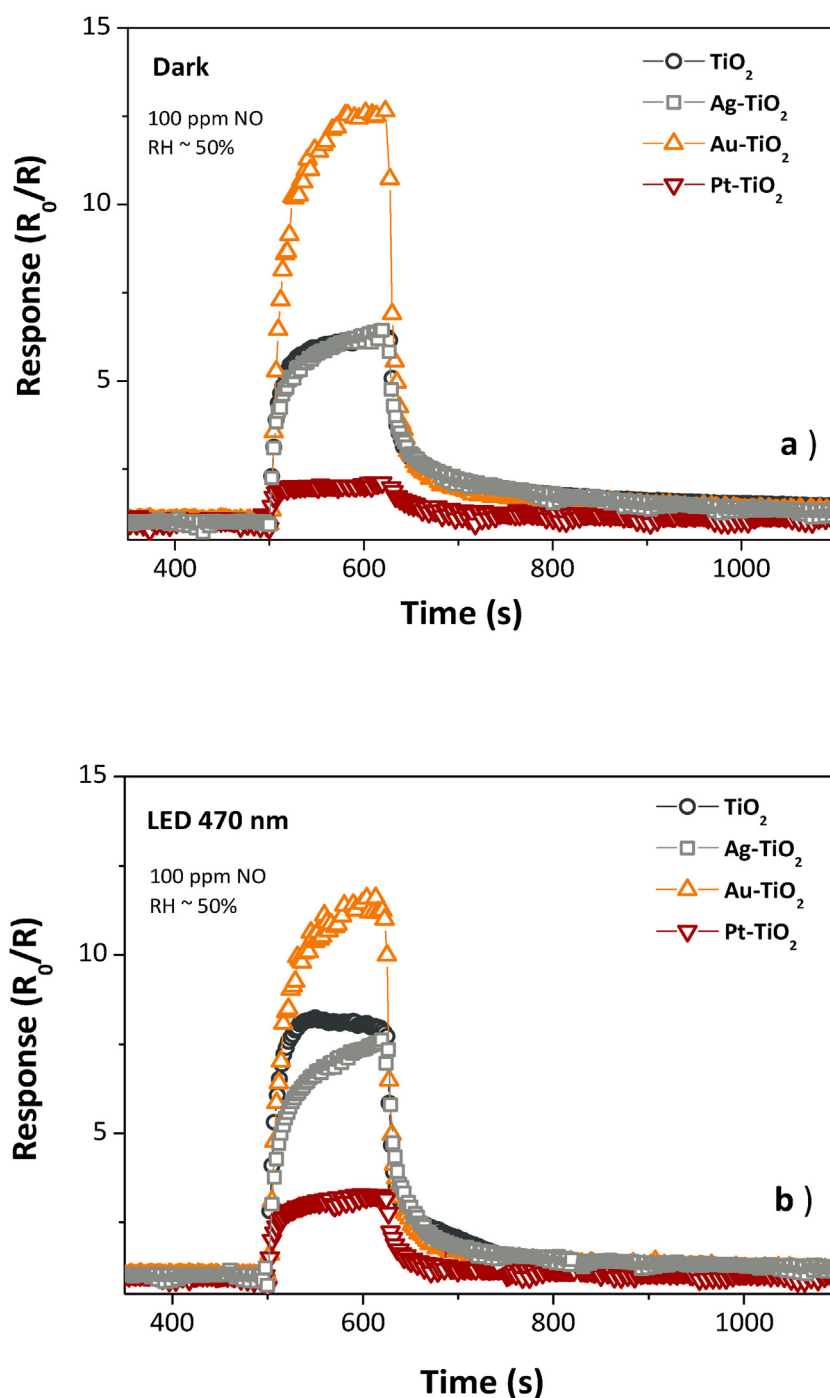 15
Dark
100 ppm NO
RH ~ 50%
TiO₂
Ag-TiO₂
Au-TiO₂
Pt-TiO₂
10
5
Response (R₀/R)
a )
400
600
800
1000
Time (s)
15
LED 470 nm
100 ppm NO
RH ~ 50%
TiO₂
Ag-TiO₂
Au-TiO₂
Pt-TiO₂
10
5
Response (R₀/R)
b )
400
600
800
1000
Time (s)